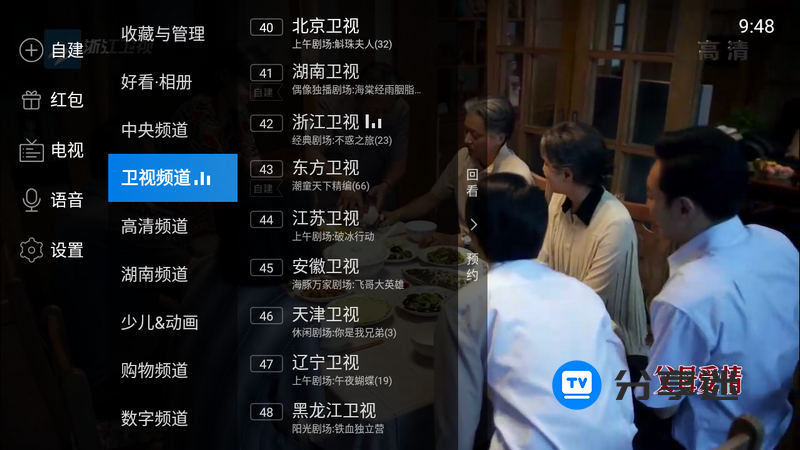 9:48
浙江卫视
高清
自建
红包
电视
语音
设置
收藏与管理
好看·相册
中央频道
卫视频道
高清频道
湖南频道
少儿&动画
购物频道
数字频道
40 北京卫视
上午剧场:斛珠夫人(32)
41 湖南卫视
自建 偶像独播剧场:海棠经雨胭脂...
42 浙江卫视
经典剧场:不惑之旅(23)
43 东方卫视
自建 潮童天下精编(66)
44 江苏卫视
上午剧场:破冰行动
45 安徽卫视
海豚万家剧场:飞哥大英雄
46 天津卫视
休闲剧场:你是我兄弟(3)
47 辽宁卫视
上午剧场:午夜蝴蝶(19)
48 黑龙江卫视
阳光剧场:铁血独立营
回看
预约
TV